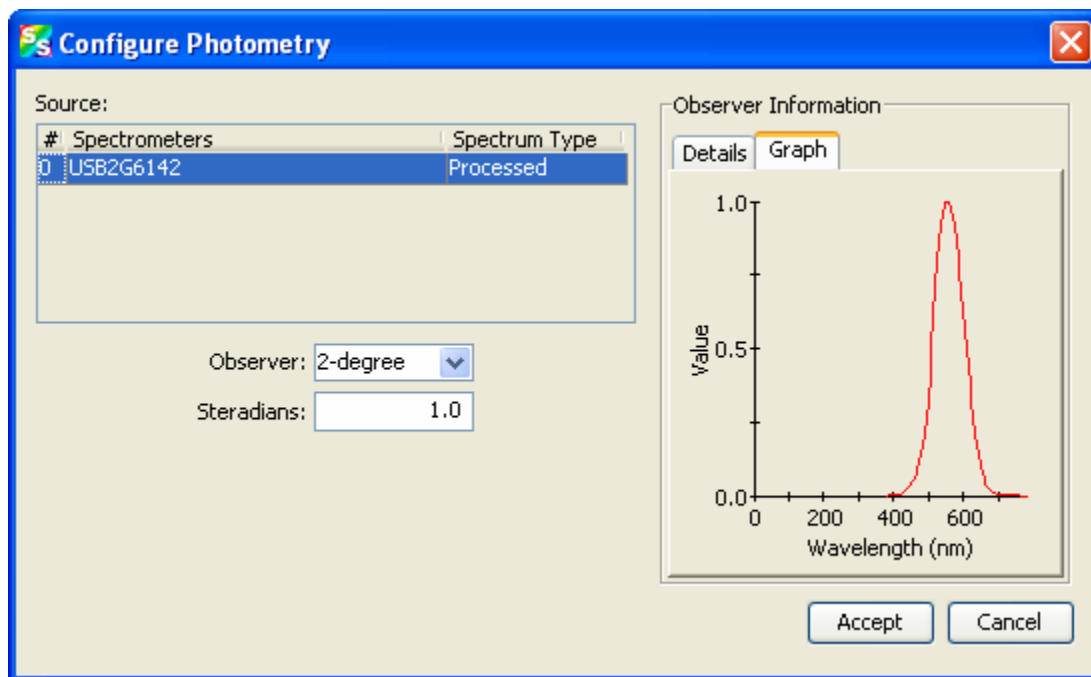 SS Configure Photometry
Source:
# Spectrometers Spectrum Type
0 USB2G6142 Processed
Observer: 2-degree
Steradians: 1.0
Observer Information
Details Graph
1.0
0.5
0.0
Value
0 200 400 600
Wavelength (nm)
Accept Cancel